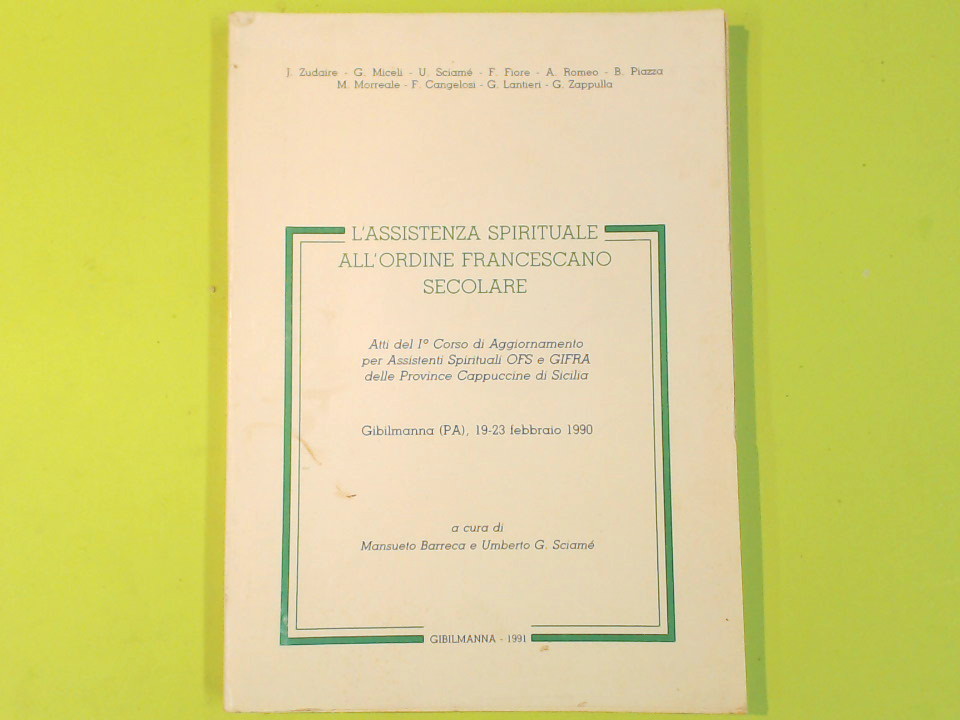 J. Zudaire - G. Miceli - U. Sciamé - F. Fiore - A. Romeo - B. Piazza
M. Morreale - F. Cangelosi - G. Lantieri - G. Zappulla
L'ASSISTENZA SPIRITUALE
ALL'ORDINE FRANCESCANO
SECOLARE
Atti del I° Corso di Aggiornamento
per Assistenti Spirituali OFS e GIFRA
delle Province Cappuccine di Sicilia
Gibilmanna (PA), 19-23 febbraio 1990
a cura di
Mansueto Barreca e Umberto G. Sciamé
GIBILMANNA - 1991